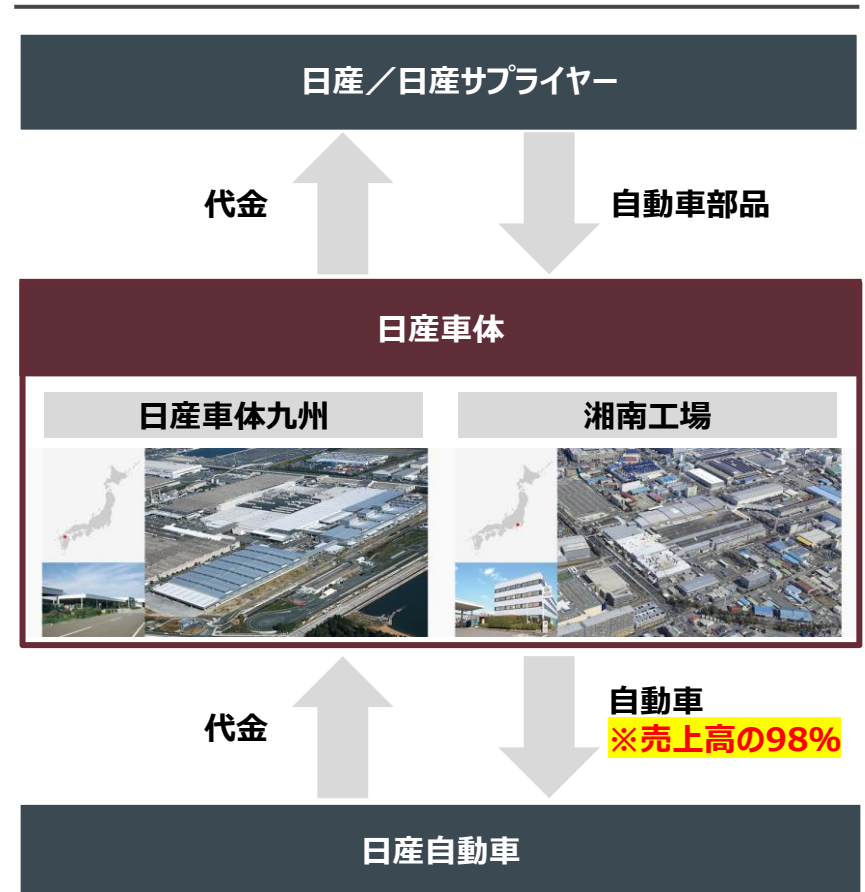 日産／日産サプライヤー
代金
自動車部品
日産車体
日産車体九州
湘南工場
代金
自動車
※売上高の98%
日産自動車